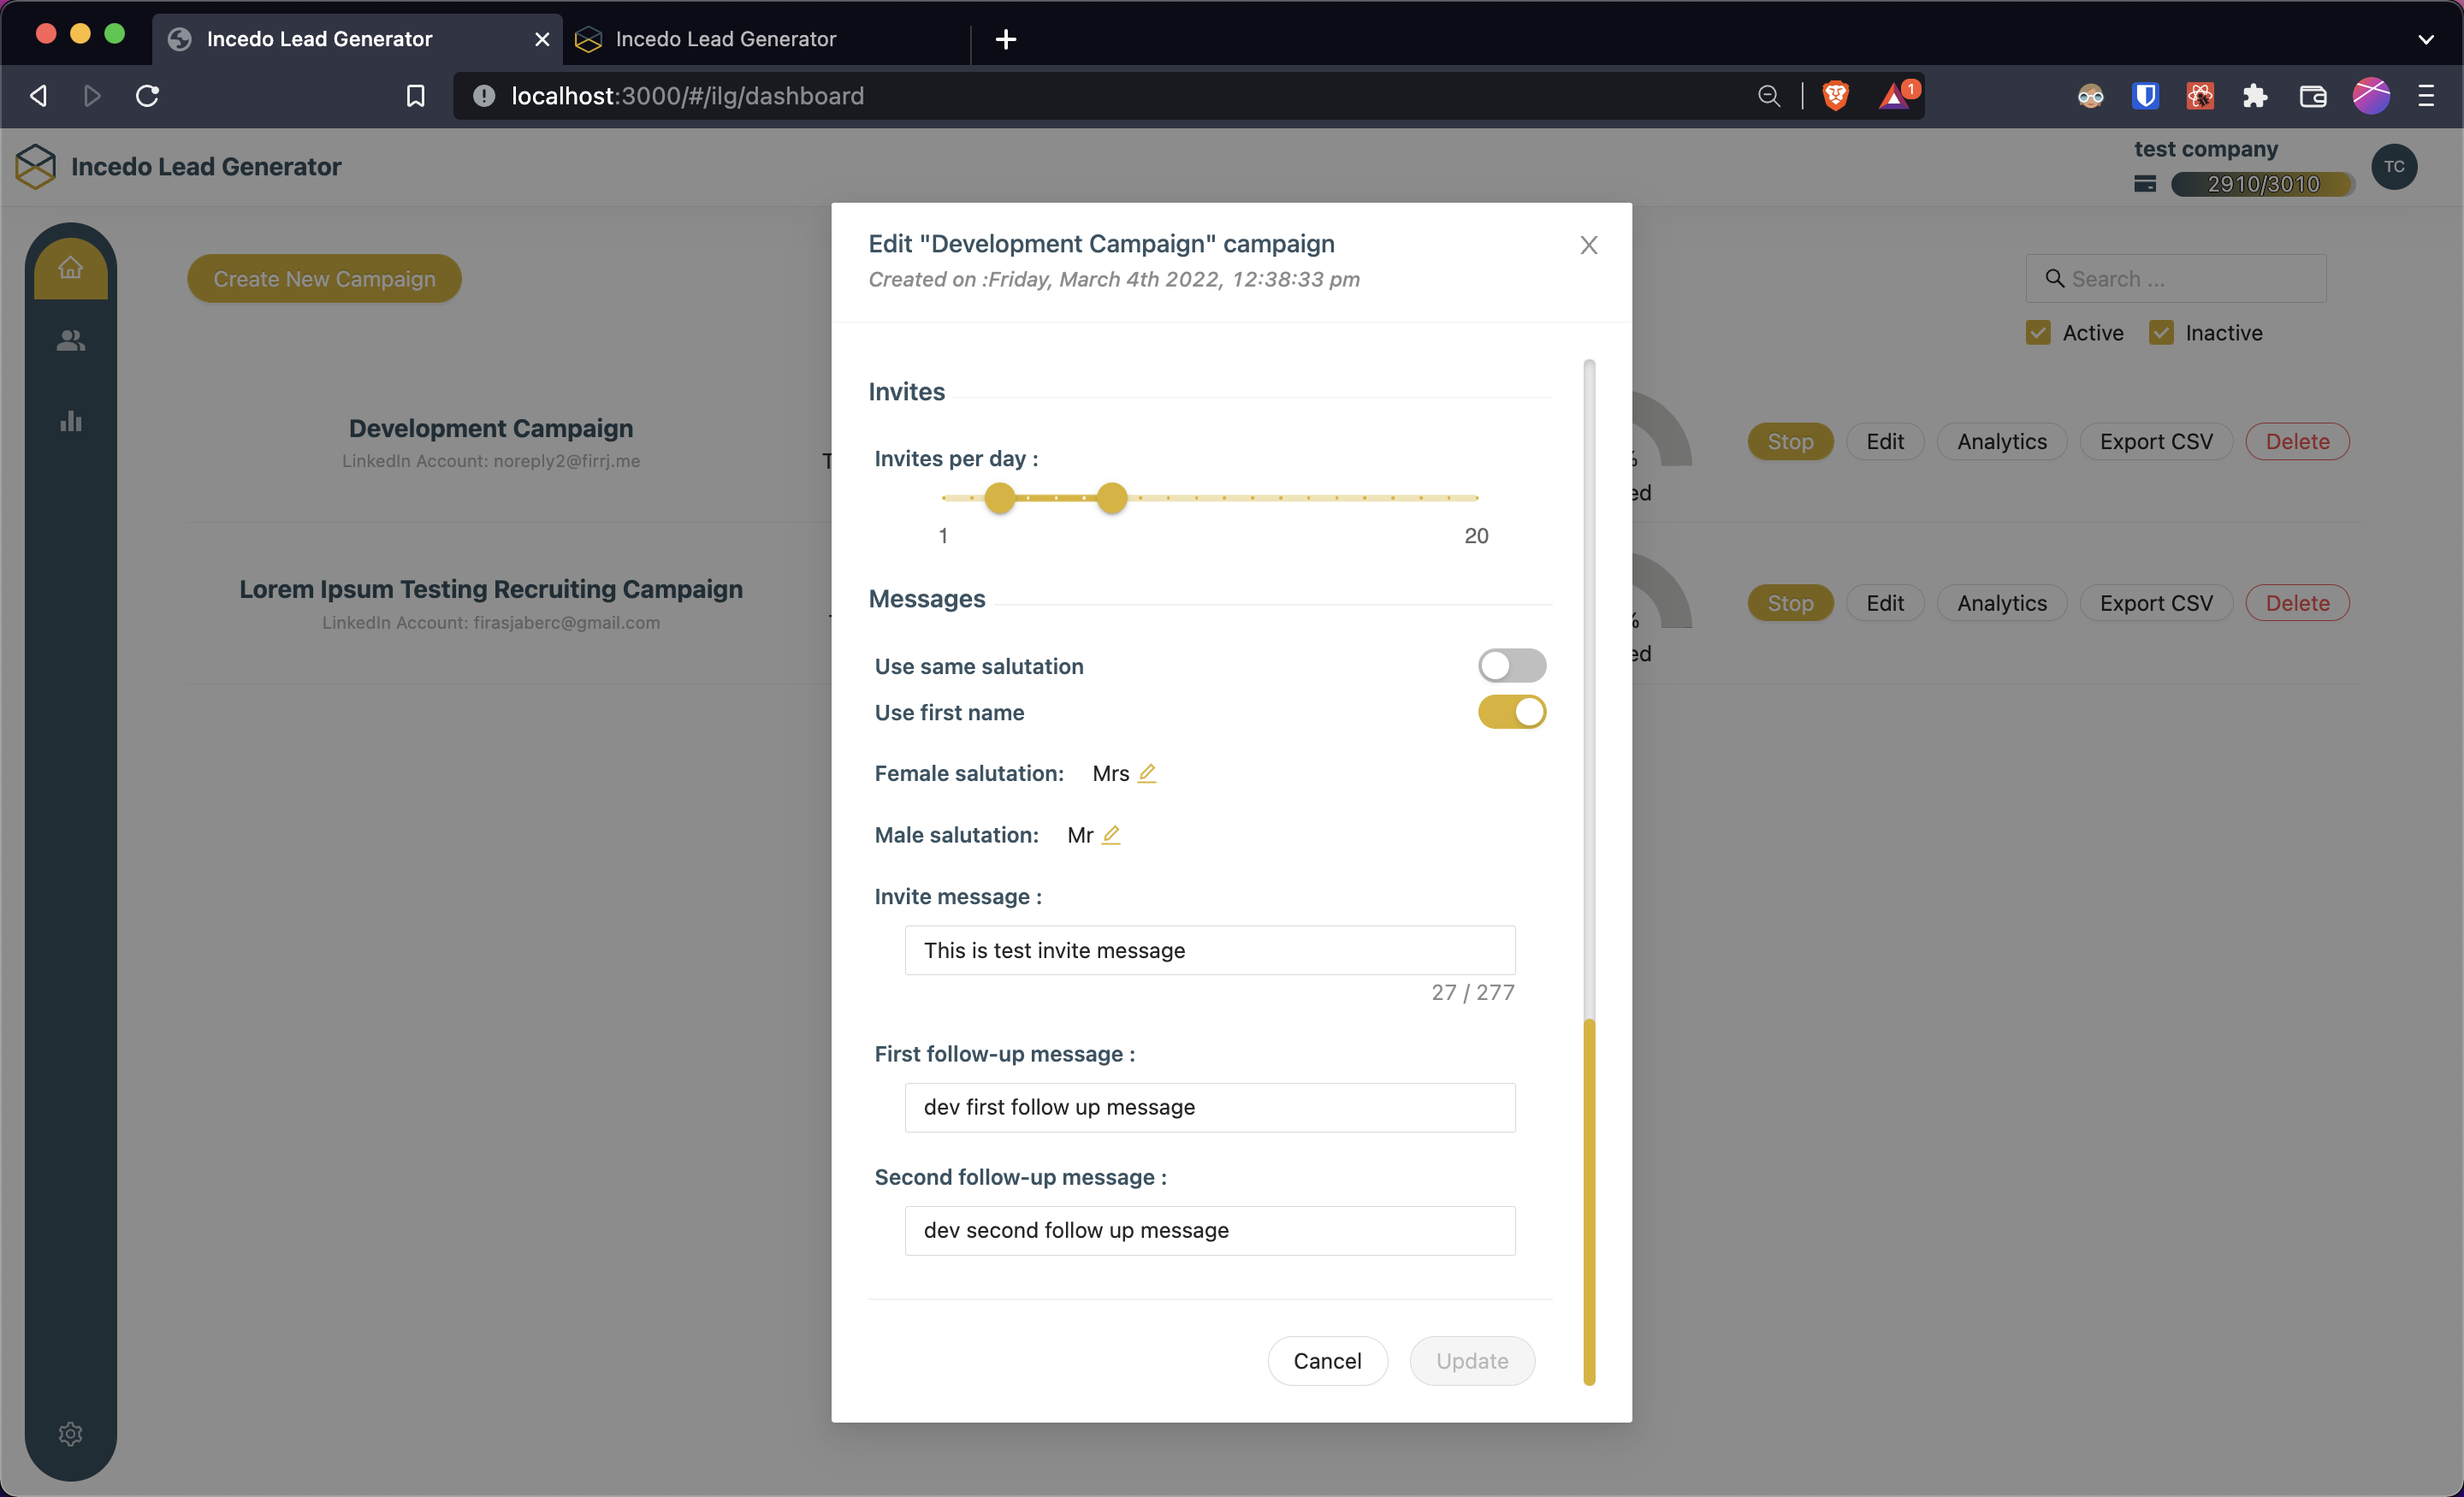 Incedo Lead Generator
Incedo Lead Generator
localhost:3000/#/ilg/dashboard
1
Incedo Lead Generator
test company
2910/3010
TC
Create New Campaign
Search ...
Active
Inactive
Development Campaign
LinkedIn Account: noreply2@firrj.me
Stop
Edit
Analytics
Export CSV
Delete
Lorem Ipsum Testing Recruiting Campaign
LinkedIn Account: firasjaberc@gmail.com
Stop
Edit
Analytics
Export CSV
Delete
Edit "Development Campaign" campaign
Created on :Friday, March 4th 2022, 12:38:33 pm
Invites
Invites per day :
1
20
Messages
Use same salutation
Use first name
Female salutation: Mrs
Male salutation: Mr
Invite message :
This is test invite message
27 / 277
First follow-up message :
dev first follow up message
Second follow-up message :
dev second follow up message
Cancel
Update